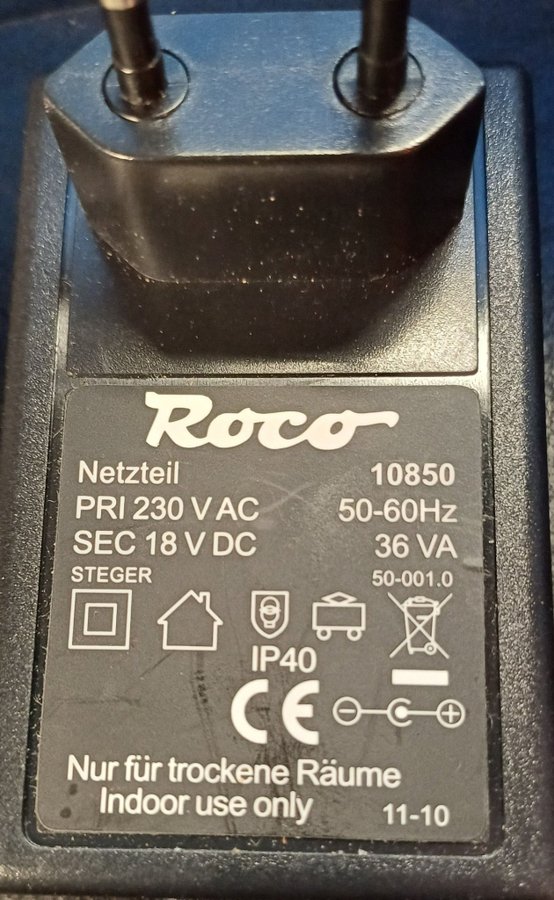 Roco
Netzteil 10850
PRI 230 V AC 50-60Hz
SEC 18 V DC 36 VA
STEGER 50-001.0
IP40
CE
Nur für trockene Räume
Indoor use only 11-10